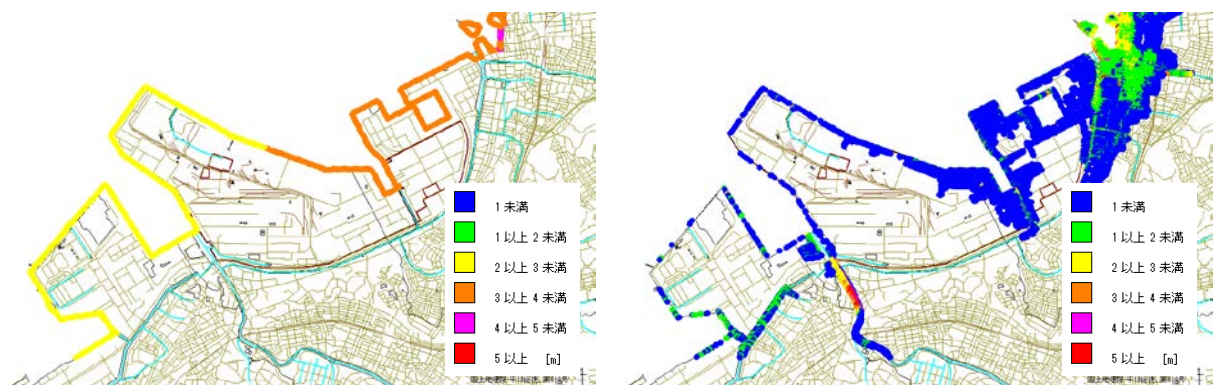 1 未満
1 以上 2 未満
2 以上 3 未満
3 以上 4 未満
4 以上 5 未満
5 以上 [m]
1 未満
1 以上 2 未満
2 以上 3 未満
3 以上 4 未満
4 以上 5 未満
5 以上 [m]